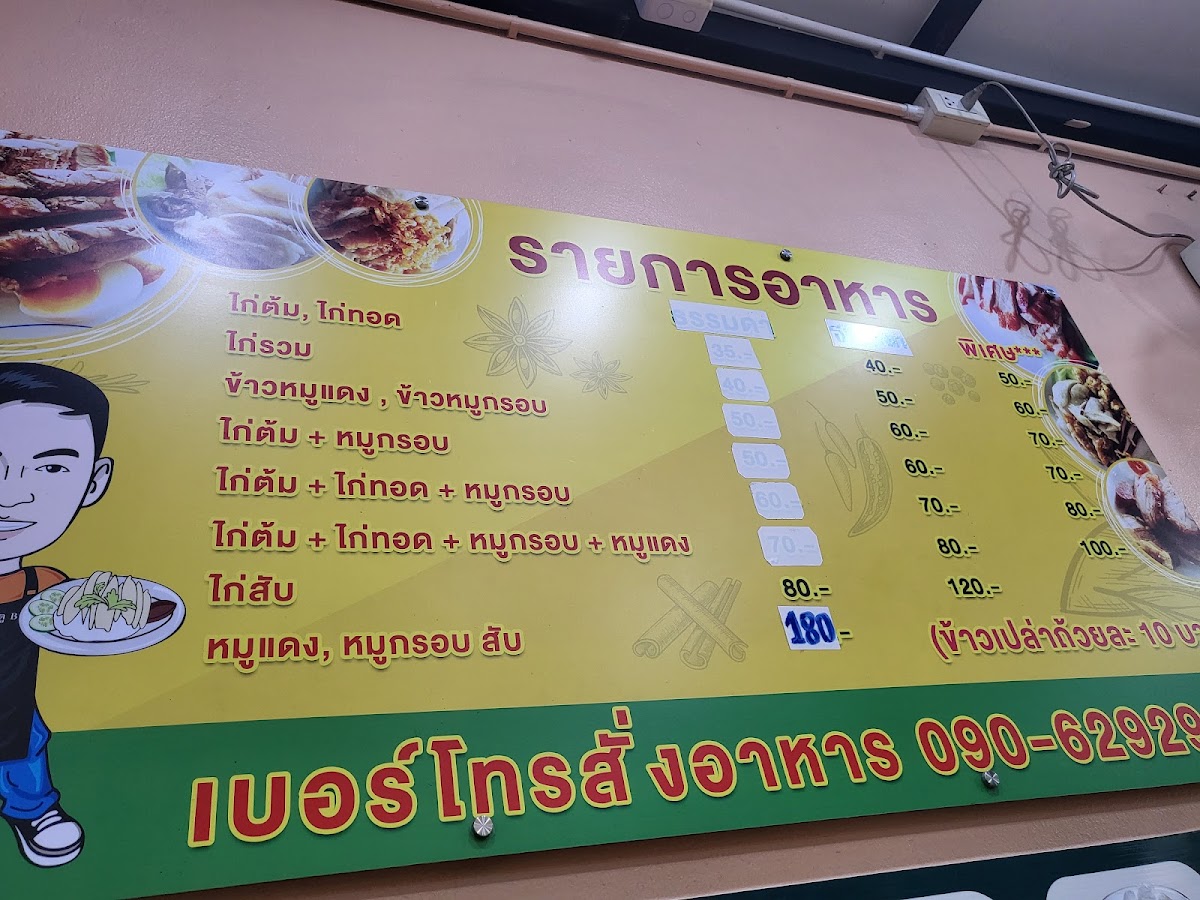 รายการอาหาร
ธรรมดา พิเศษ***
ไก่ต้ม, ไก่ทอด 35.- 40.- 50.-
ไก่รวม 40.- 50.- 60.-
ข้าวหมูแดง , ข้าวหมูกรอบ 50.- 60.- 70.-
ไก่ต้ม + หมูกรอบ 50.- 60.- 70.-
ไก่ต้ม + ไก่ทอด + หมูกรอบ 60.- 70.- 80.-
ไก่ต้ม + ไก่ทอด + หมูกรอบ + หมูแดง 70.- 80.- 100.-
ไก่สับ 80.- 120.-
หมูแดง, หมูกรอบ สับ 180.-
(ข้าวเปล่าถ้วยละ 10
เบอร์โทรสั่งอาหาร 090-62929